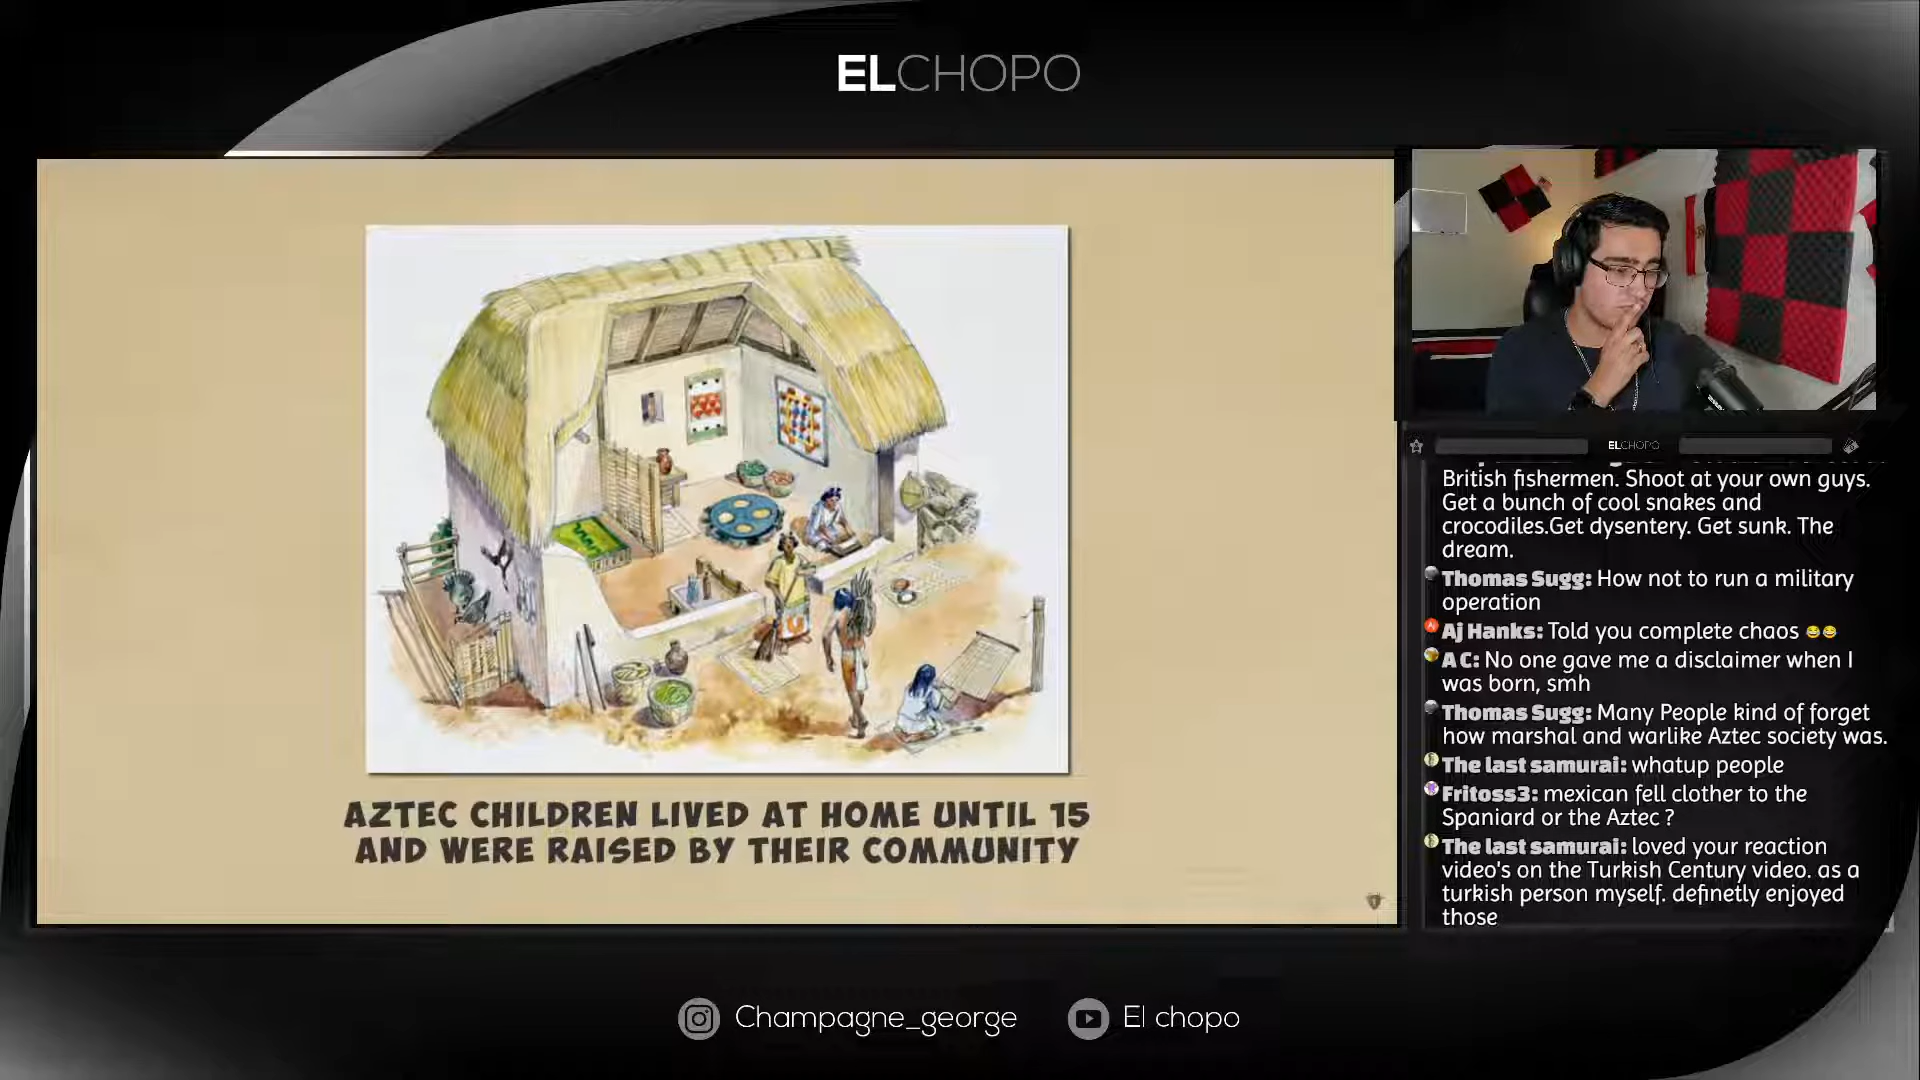 ELCHOPO
AZTEC CHILDREN LIVED AT HOME UNTIL 15
AND WERE RAISED BY THEIR COMMUNITY
ELCHOPO
British fishermen. Shoot at your own guys.
Get a bunch of cool snakes and
crocodiles.Get dysentery. Get sunk. The
dream.
Thomas Sugg: How not to run a military
operation
Aj Hanks: Told you complete chaos 😂😂
A C: No one gave me a disclaimer when I
was born, smh
Thomas Sugg: Many People kind of forget
how marshal and warlike Aztec society was.
The last samurai: whatup people
Fritoss3: mexican fell clother to the
Spaniard or the Aztec ?
The last samurai: loved your reaction
video's on the Turkish Century video. as a
turkish person myself. definetly enjoyed
those
Champagne_george
El chopo